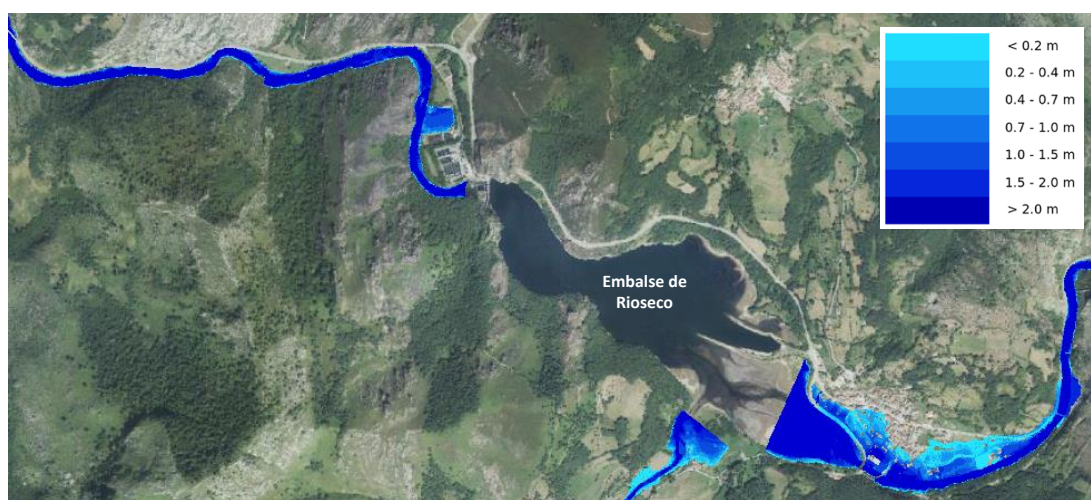 < 0.2 m
0.2 - 0.4 m
0.4 - 0.7 m
0.7 - 1.0 m
1.0 - 1.5 m
1.5 - 2.0 m
> 2.0 m
Embalse de
Rioseco